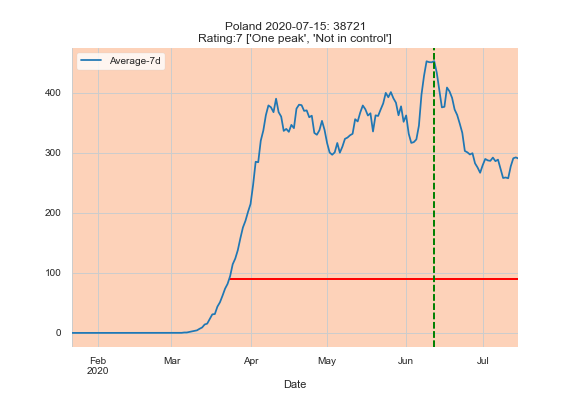 Poland 2020-07-15: 38721
Rating:7 ['One peak', 'Not in control']
Average-7d
400
300
200
100
0
Feb Mar Apr May Jun Jul
2020
Date